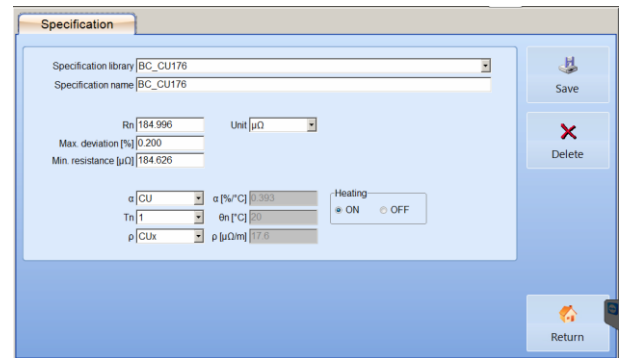 Specification
Specification library BC_CU176
Specification name BC_CU176
Save
Rn 184.996 Unit μΩ
Max. deviation [%] 0.200
Min. resistance [μΩ] 184.626
Delete
α CU α [%/°C] 0.393 Heating
Tn 1 θn [°C] 20 ON OFF
ρ CUx ρ [μΩ/m] 17.6
Return